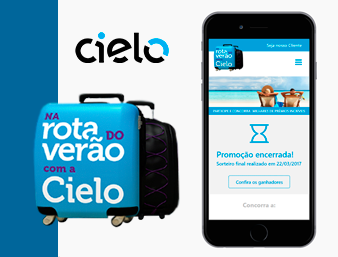 cielo
NA
rota DO
verão
com a
Cielo
Seja nosso Cliente
rota
verão
Cielo
Promoção encerrada!
Sorteio final realizado em 22/03/2017
Confira os ganhadores
Concorra a: